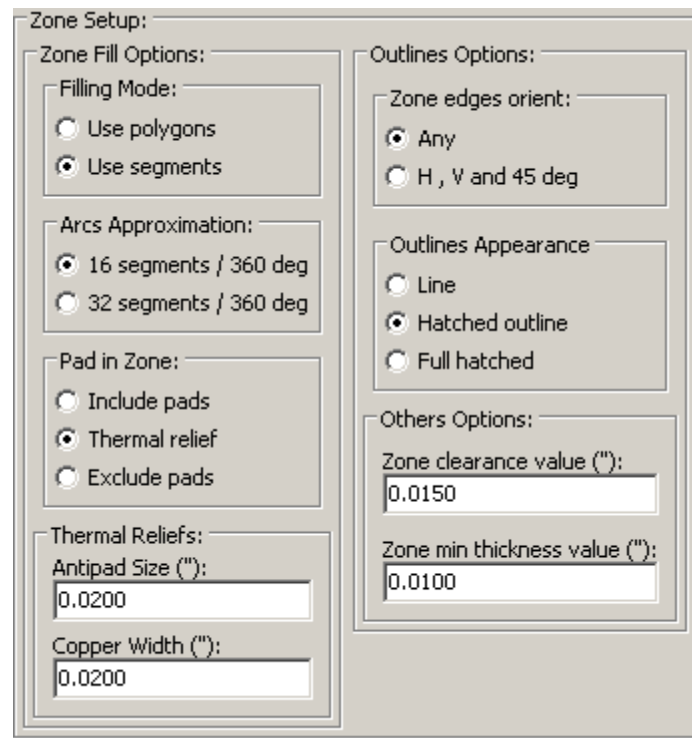 Zone Setup:
Zone Fill Options:
Filling Mode:
Use polygons
Use segments
Arcs Approximation:
16 segments / 360 deg
32 segments / 360 deg
Pad in Zone:
Include pads
Thermal relief
Exclude pads
Thermal Reliefs:
Antipad Size ("):
0.0200
Copper Width ("):
0.0200
Outlines Options:
Zone edges orient:
Any
H , V and 45 deg
Outlines Appearance
Line
Hatched outline
Full hatched
Others Options:
Zone clearance value ("):
0.0150
Zone min thickness value ("):
0.0100